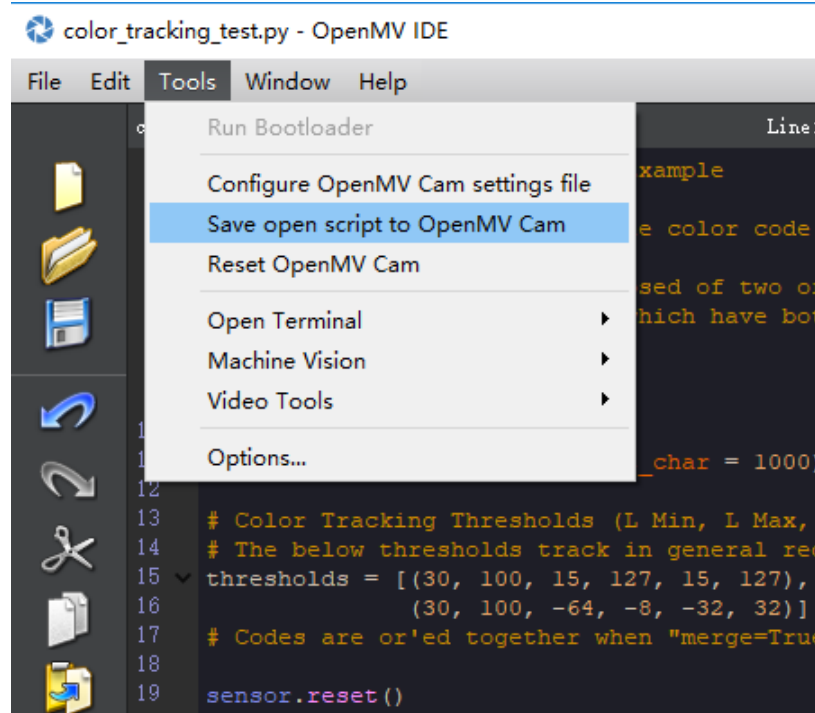 color_tracking_test.py - OpenMV IDE
File Edit Tools Window Help
Run Bootloader
Line
xample
Configure OpenMV Cam settings file
Save open script to OpenMV Cam
e color code
Reset OpenMV Cam
sed of two
Open Terminal
hich have
Machine Vision
Video Tools
Options...
_char = 1000)
12
13 # Color Tracking Thresholds (L Min, L Max,
14 # The below thresholds track in general
15 thresholds = [(30, 100, 15, 127, 15, 127),
16 (30, 100, -64, -8, -32, 32)]
17 # Codes are or'ed together when "merge=True
18
19 sensor.reset()